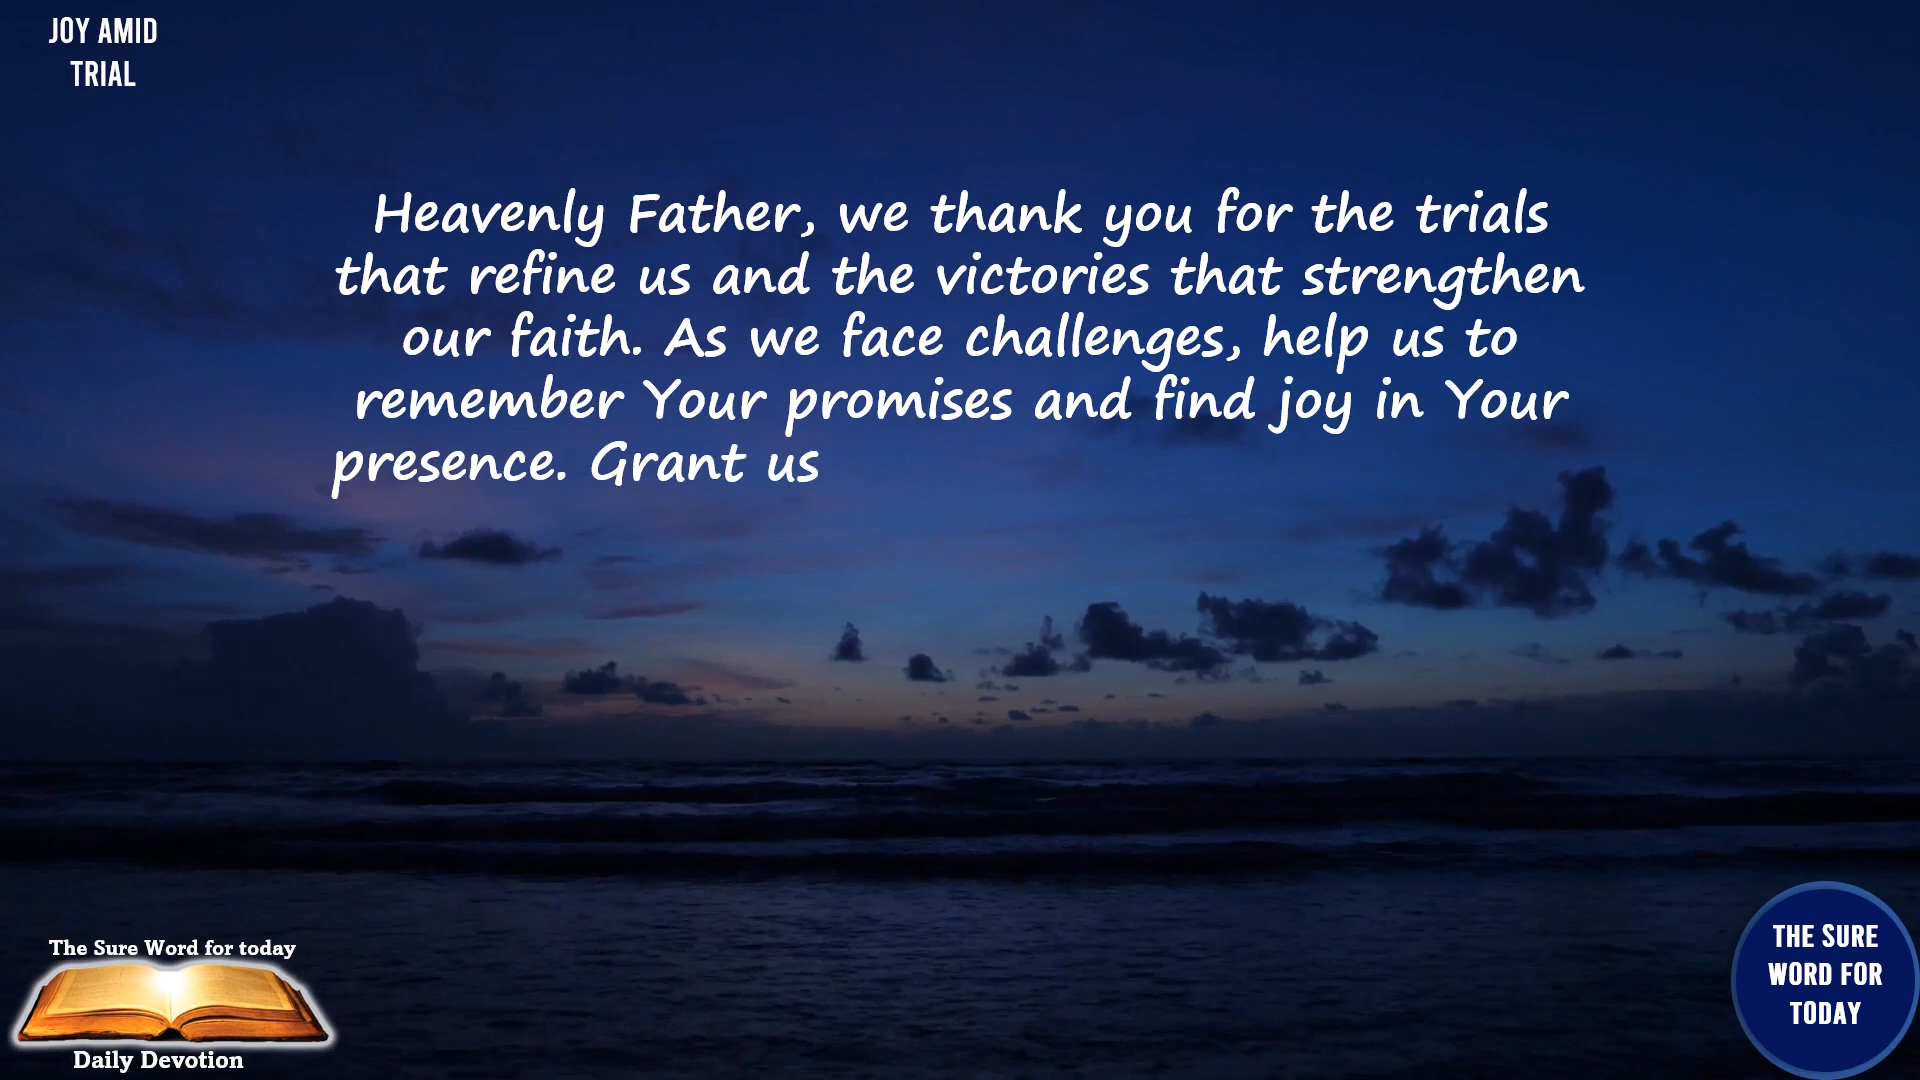 JOY AMID
TRIAL
Heavenly Father, we thank you for the trials
that refine us and the victories that strengthen
our faith. As we face challenges, help us to
remember Your promises and find joy in Your
presence. Grant us
The Sure Word for today
Daily Devotion
THE SURE
WORD FOR
TODAY